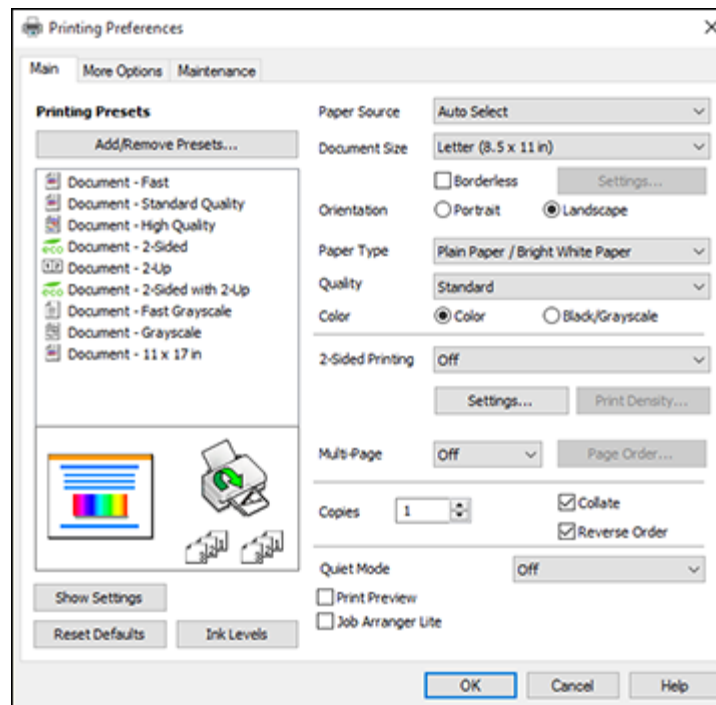 Printing Preferences
Main
More Options
Maintenance
Printing Presets
Add/Remove Presets...
Document - Fast
Document - Standard Quality
Document - High Quality
eco Document - 2-Sided
Document - 2-Up
eco Document - 2-Sided with 2-Up
Document - Fast Grayscale
Document - Grayscale
Document - 11 x 17 in
Show Settings
Reset Defaults
Ink Levels
Paper Source Auto Select
Document Size Letter (8.5 x 11 in)
Borderless Settings...
Orientation Portrait Landscape
Paper Type Plain Paper / Bright White Paper
Quality Standard
Color Color Black/Grayscale
2-Sided Printing Off
Settings... Print Density...
Multi-Page Off Page Order...
Copies 1 Collate
Reverse Order
Quiet Mode Off
Print Preview
Job Arranger Lite
OK Cancel Help